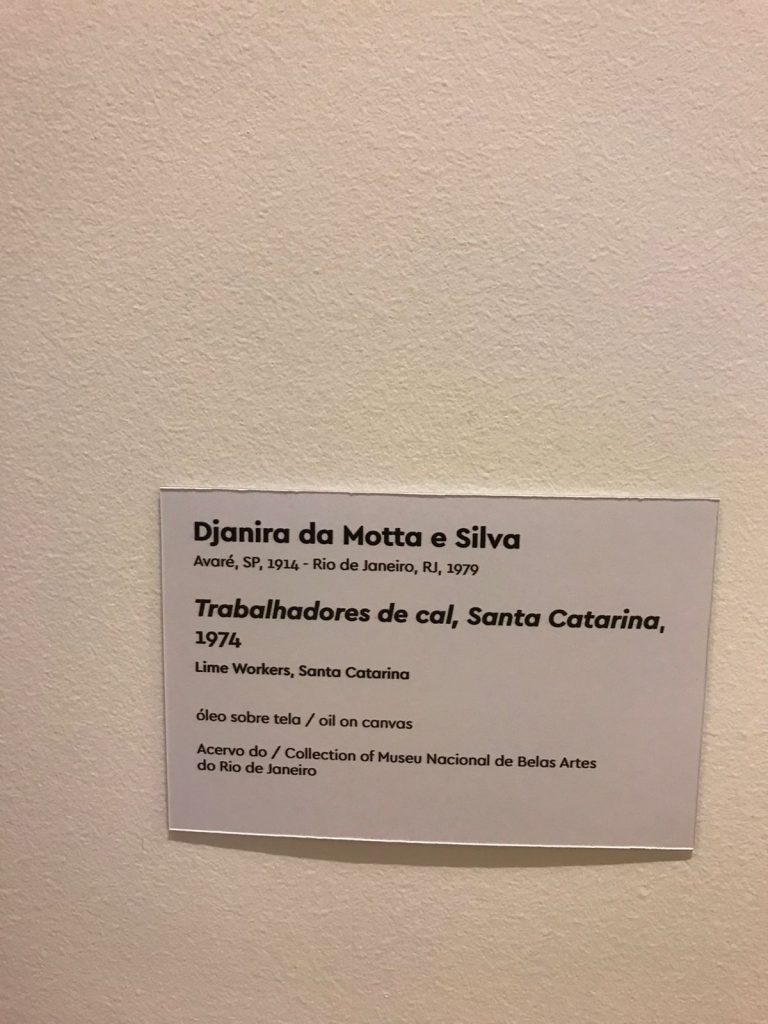 Djanira da Motta e Silva
Avaré, SP, 1914 - Rio de Janeiro, RJ, 1979
Trabalhadores de cal, Santa Catarina,
1974
Lime Workers, Santa Catarina
óleo sobre tela / oil on canvas
Acervo do / Collection of Museu Nacional de Belas Artes
do Rio de Janeiro